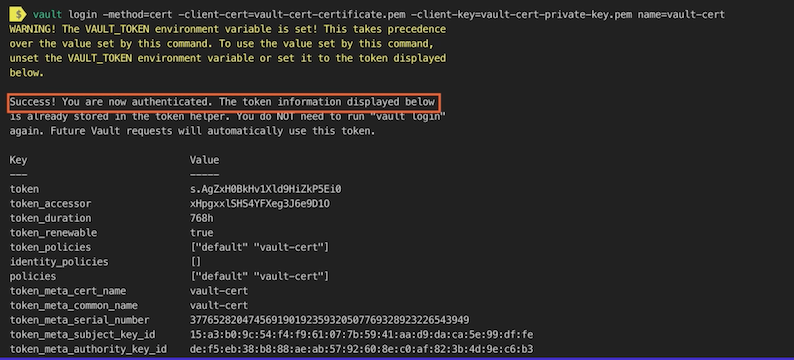 $ vault login -method=cert -client-cert=vault-cert-certificate.pem -client-key=vault-cert-private-key.pem name=vault-cert
WARNING! The VAULT_TOKEN environment variable is set! This takes precedence
over the value set by this command. To use the value set by this command,
unset the VAULT_TOKEN environment variable or set it to the token displayed
below.
Success! You are now authenticated. The token information displayed below
is already stored in the token helper. You do NOT need to run "vault login"
again. Future Vault requests will automatically use this token.
Key Value
--- -----
token s.AgZxH0BkHv1Xld9HiZkP5Ei0
token_accessor xHpgxxlSHS4YFXeg3J6e9D1O
token_duration 768h
token_renewable true
token_policies ["default" "vault-cert"]
identity_policies []
policies ["default" "vault-cert"]
token_meta_cert_name vault-cert
token_meta_common_name vault-cert
token_meta_serial_number 377652820474569190192359320507769328923226543949
token_meta_subject_key_id 15:a3:b0:9c:54:f4:f9:61:07:7b:59:41:aa:d9:da:ca:5e:99:df:fe
token_meta_authority_key_id de:f5:eb:38:b8:88:ae:ab:57:92:60:8e:c0:af:82:3b:4d:9e:c6:b3